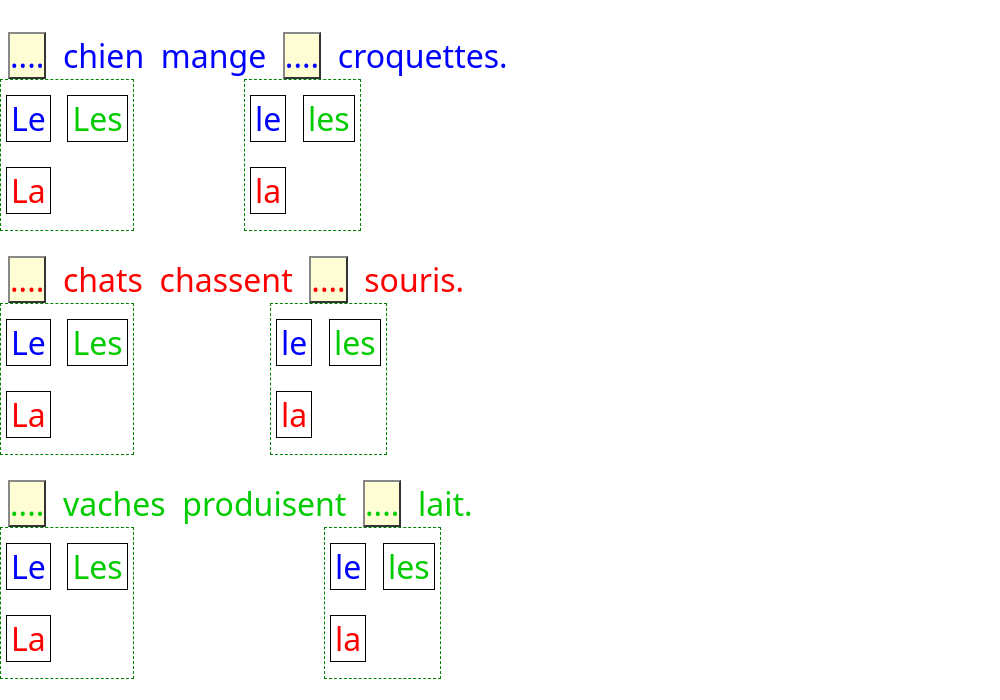 .... chien mange .... croquettes.
Le Les le les
La la
.... chats chassent .... souris.
Le Les le les
La la
.... vaches produisent .... lait.
Le Les le les
La la